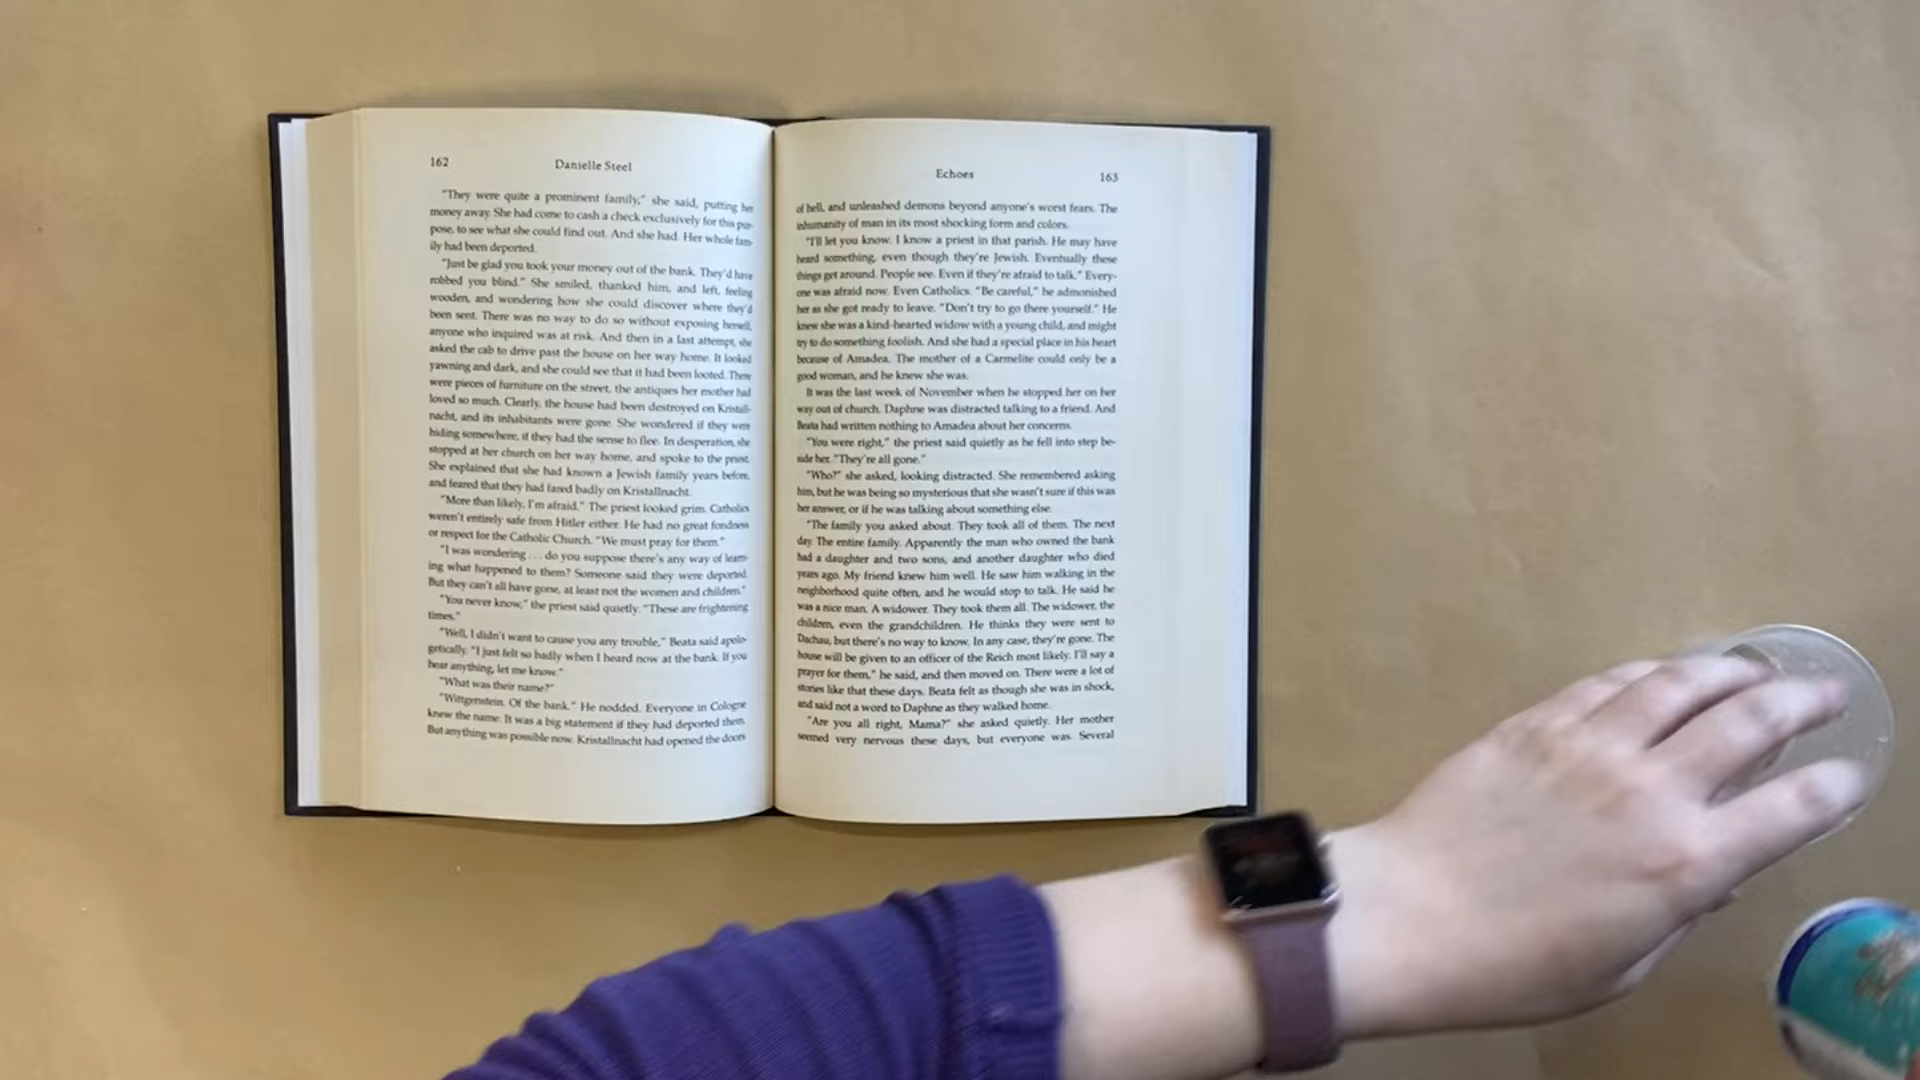 162
Danielle Steel
"They were quite a prominent family," she said, putting her
money away. She had come to cash a check exclusively for this pur-
pose, to see what she could find out. And she had. Her whole fam-
ily had been deported.
"Just be glad you took your money out of the bank. They'd have
robbed you blind." She smiled, thanked him, and left, feeling
wooden, and wondering how she could discover where they'd
been sent. There was no way to do so without exposing herself,
anyone who inquired was at risk. And then in a last attempt, she
asked the cab to drive past the house on her way home. It looked
yawning and dark, and she could see that it had been looted. There
were pieces of furniture on the street, the antiques her mother had
loved so much. Clearly, the house had been destroyed on Kristall-
nacht, and its inhabitants were gone. She wondered if they were
hiding somewhere, if they had the sense to flee. In desperation, she
stopped at her church on her way home, and spoke to the priest.
She explained that she had known a Jewish family years before,
and feared that they had fared badly on Kristallnacht.
"More than likely, I'm afraid." The priest looked grim. Catholics
weren't entirely safe from Hitler either. He had no great fondness
or respect for the Catholic Church. "We must pray for them."
"I was wondering . . . do you suppose there's any way of learn-
ing what happened to them? Someone said they were deported.
But they can't all have gone, at least not the women and children."
"You never know," the priest said quietly. "These are frightening
times."
"Well, I didn't want to cause you any trouble," Beata said apolo-
getically. "I just felt so badly when I heard now at the bank. If you
hear anything, let me know."
"What was their name?"
"Wittgenstein. Of the bank." He nodded. Everyone in Cologne
knew the name. It was a big statement if they had deported them.
But anything was possible now. Kristallnacht had opened the doors
Echoes
163
of hell, and unleashed demons beyond anyone's worst fears. The
inhumanity of man in its most shocking form and colors.
"I'll let you know. I know a priest in that parish. He may have
heard something, even though they're Jewish. Eventually these
things get around. People see. Even if they're afraid to talk." Every-
one was afraid now. Even Catholics. "Be careful," he admonished
her as she got ready to leave. "Don't try to go there yourself." He
knew she was a kind-hearted widow with a young child, and might
try to do something foolish. And she had a special place in his heart
because of Amadea. The mother of a Carmelite could only be a
good woman, and he knew she was.
It was the last week of November when he stopped her on her
way out of church. Daphne was distracted talking to a friend. And
Beata had written nothing to Amadea about her concerns.
"You were right," the priest said quietly as he fell into step be-
side her. "They're all gone."
"Who?" she asked, looking distracted. She remembered asking
him, but he was being so mysterious that she wasn't sure if this was
her answer, or if he was talking about something else.
"The family you asked about. They took all of them. The next
day. The entire family. Apparently the man who owned the bank
had a daughter and two sons, and another daughter who died
years ago. My friend knew him well. He saw him walking in the
neighborhood quite often, and he would stop to talk. He said he
was a nice man. A widower. They took them all. The widower, the
children, even the grandchildren. He thinks they were sent to
Dachau, but there's no way to know. In any case, they're gone. The
house will be given to an officer of the Reich most likely. I'll say a
prayer for them," he said, and then moved on. There were a lot of
stories like that these days. Beata felt as though she was in shock,
and said not a word to Daphne as they walked home.
"Are you all right, Mama?" she asked quietly. Her mother
seemed very nervous these days, but everyone was. Several